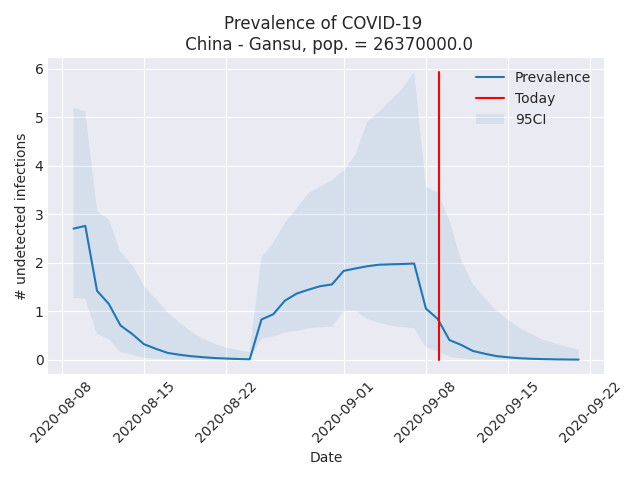 Prevalence of COVID-19
China - Gansu, pop. = 26370000.0
6
5
4
3
2
1
0
# undetected infections
Prevalence
Today
95CI
2020-08-08
2020-08-15
2020-08-22
2020-09-01
2020-09-08
2020-09-15
2020-09-22
Date